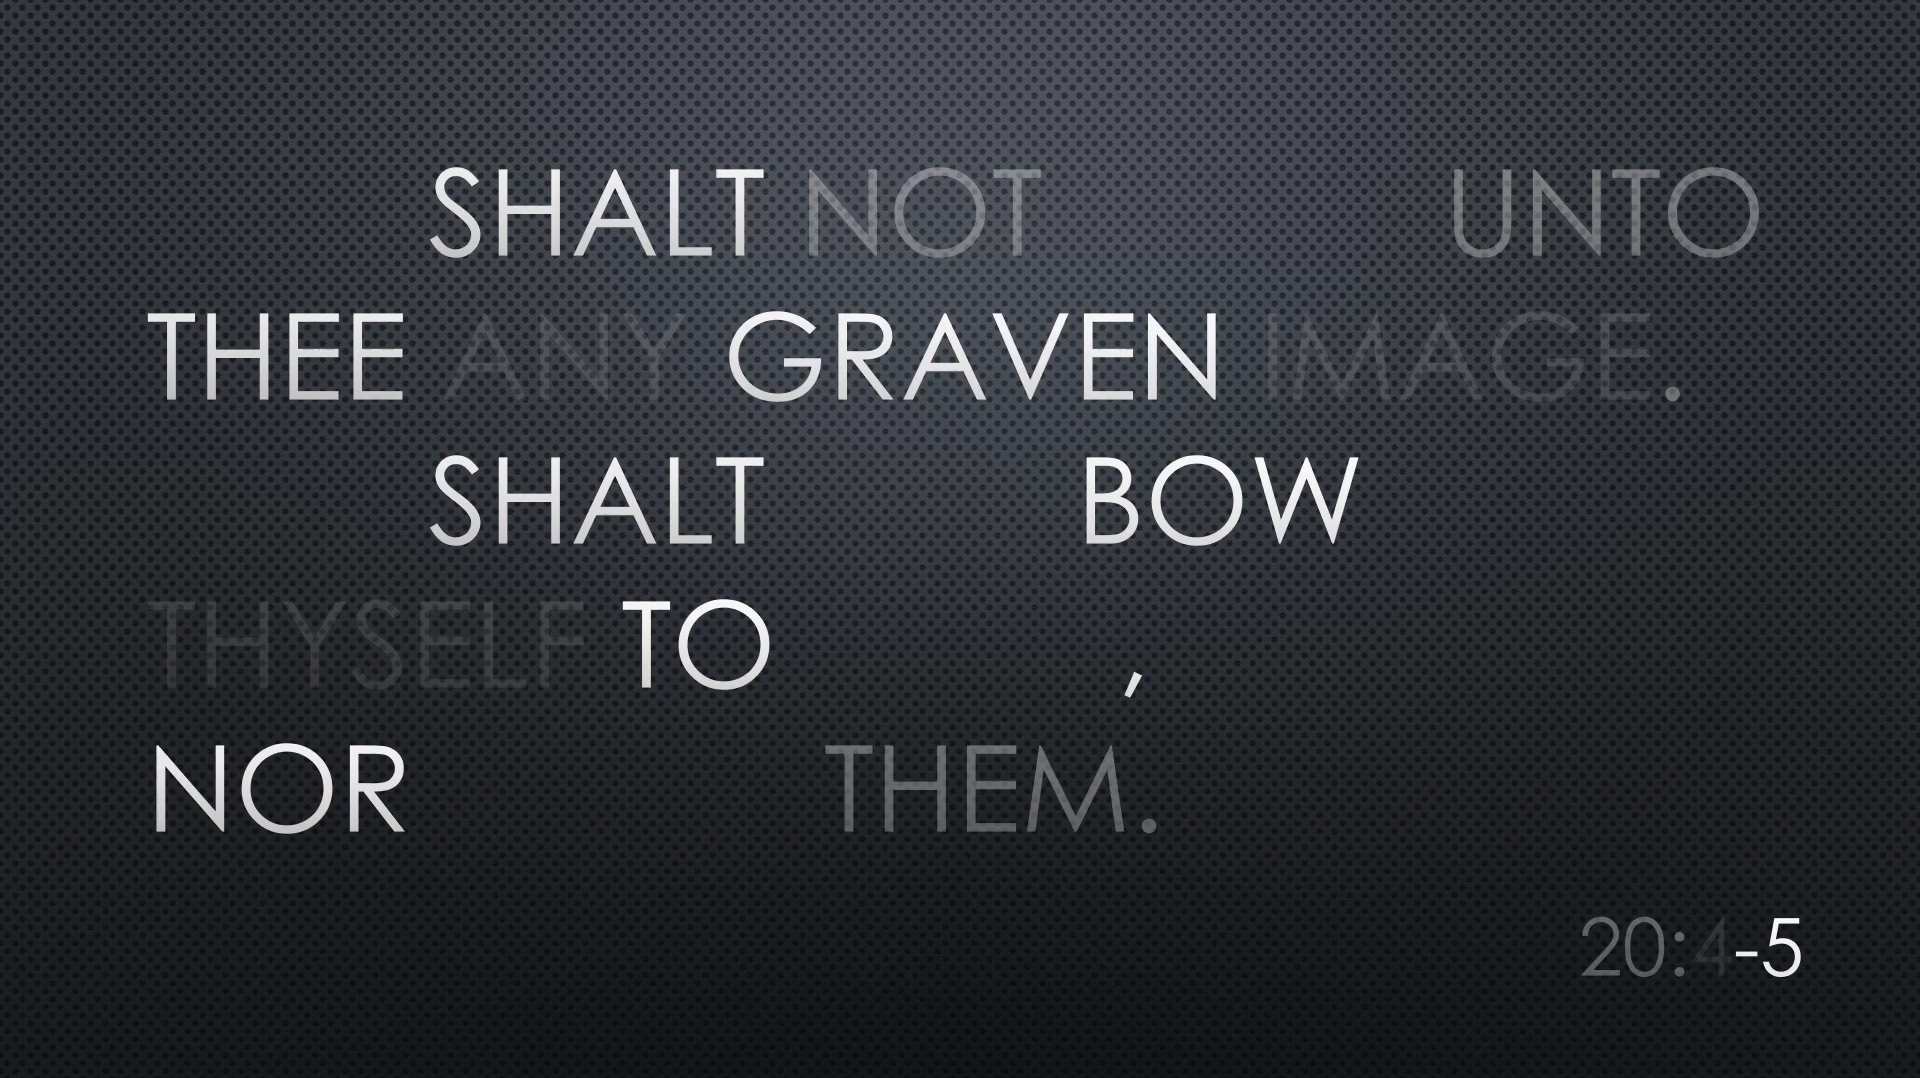 SHALT NOT UNTO
THEE ANY GRAVEN IMAGE.
SHALT BOW
THYSELF TO ,
NOR THEM.
20:4-5